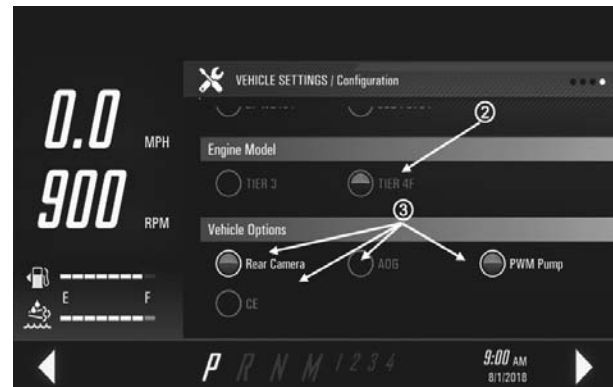 VEHICLE SETTINGS / Configuration
0.0 MPH
2
Engine Model
TIER 3 TIER 4F
900 RPM
3
Vehicle Options
Rear Camera AOG PWM Pump
E F
CE
P R N M 1 2 3 4
9:00 AM
8/1/2018